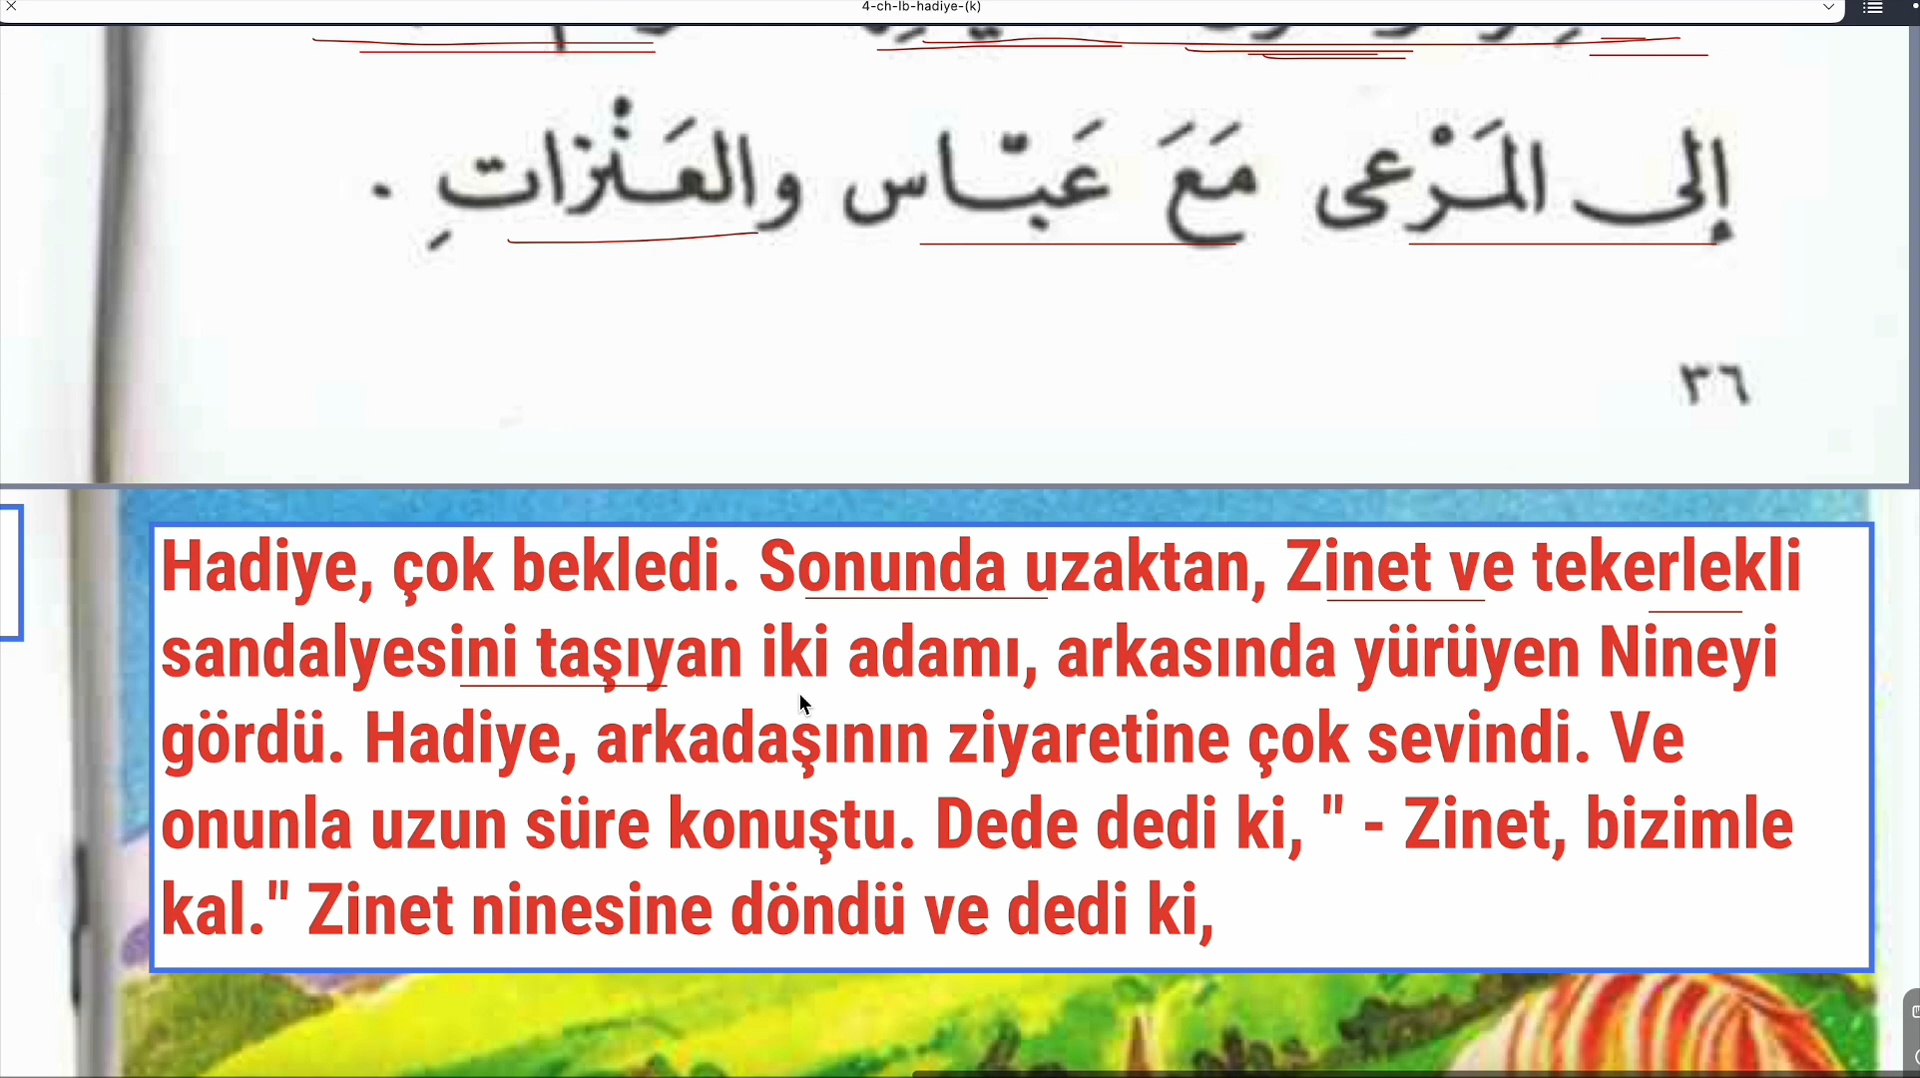 4-ch-lb-hadiye-(k)
إلى المَرْعى مَعَ عَبّاس والعَنْزاتِ .
٣٦
Hadiye, çok bekledi. Sonunda uzaktan, Zinet ve tekerlekli
sandalyesini taşıyan iki adamı, arkasında yürüyen Nineyi
gördü. Hadiye, arkadaşının ziyaretine çok sevindi. Ve
onunla uzun süre konuştu. Dede dedi ki, " - Zinet, bizimle
kal." Zinet ninesine döndü ve dedi ki,